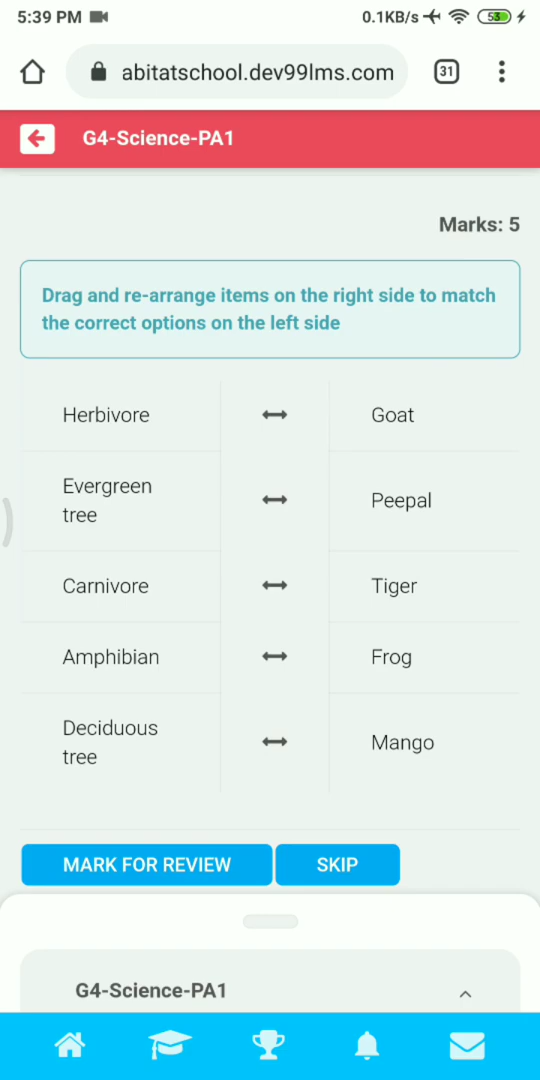 5:39 PM
0.1KB/s
53
abitatschool.dev99lms.com
31
G4-Science-PA1
Marks: 5
Drag and re-arrange items on the right side to match
the correct options on the left side
Herbivore
Goat
Evergreen
tree
Peepal
Carnivore
Tiger
Amphibian
Frog
Deciduous
tree
Mango
MARK FOR REVIEW
SKIP
G4-Science-PA1